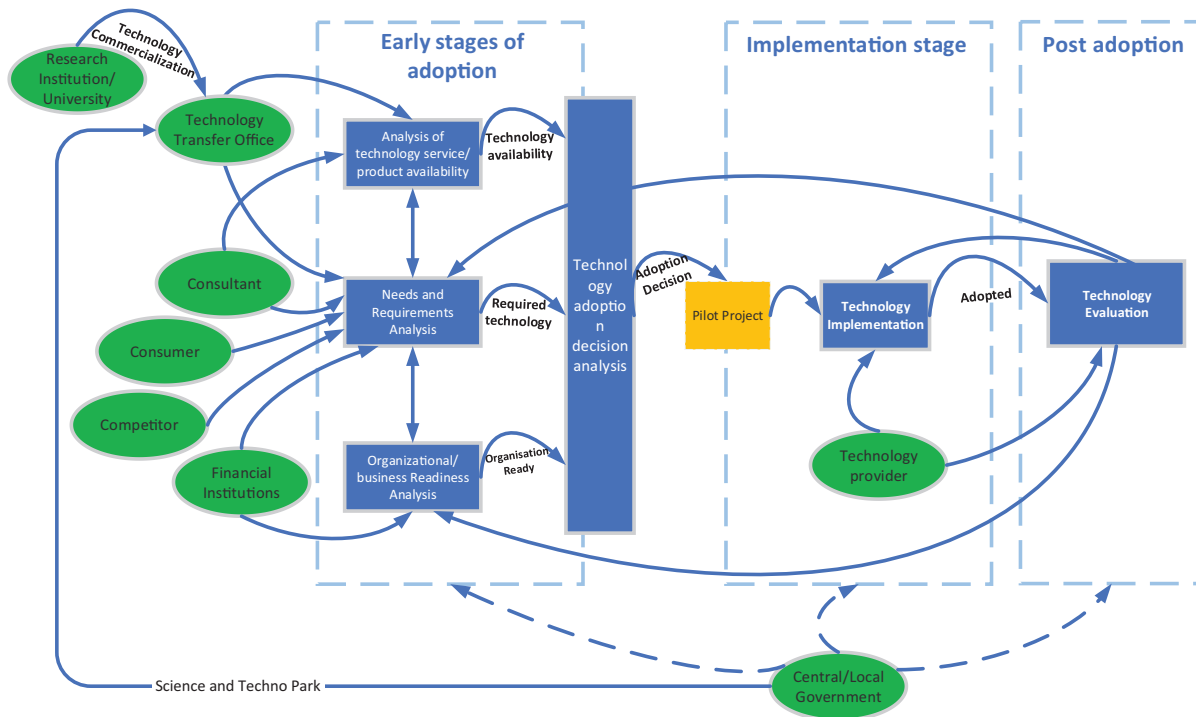 Early stages of
adoption
Implementation stage
Post adoption
Technology
Commercialization
Research
Institution/
University
Technology
Transfer Office
Analysis of
technology service/
product availability
Technology
availability
Consultant
Needs and
Requirements
Analysis
Required
technology
Technol
ogy
adoptio
n
decision
analysis
Adoption
Decision
Pilot Project
Technology
Implementation
Adopted
Technology
Evaluation
Consumer
Competitor
Financial
Institutions
Organizational/
business Readiness
Analysis
Organisation
Ready
Technology
provider
Science and Techno Park
Central/Local
Government